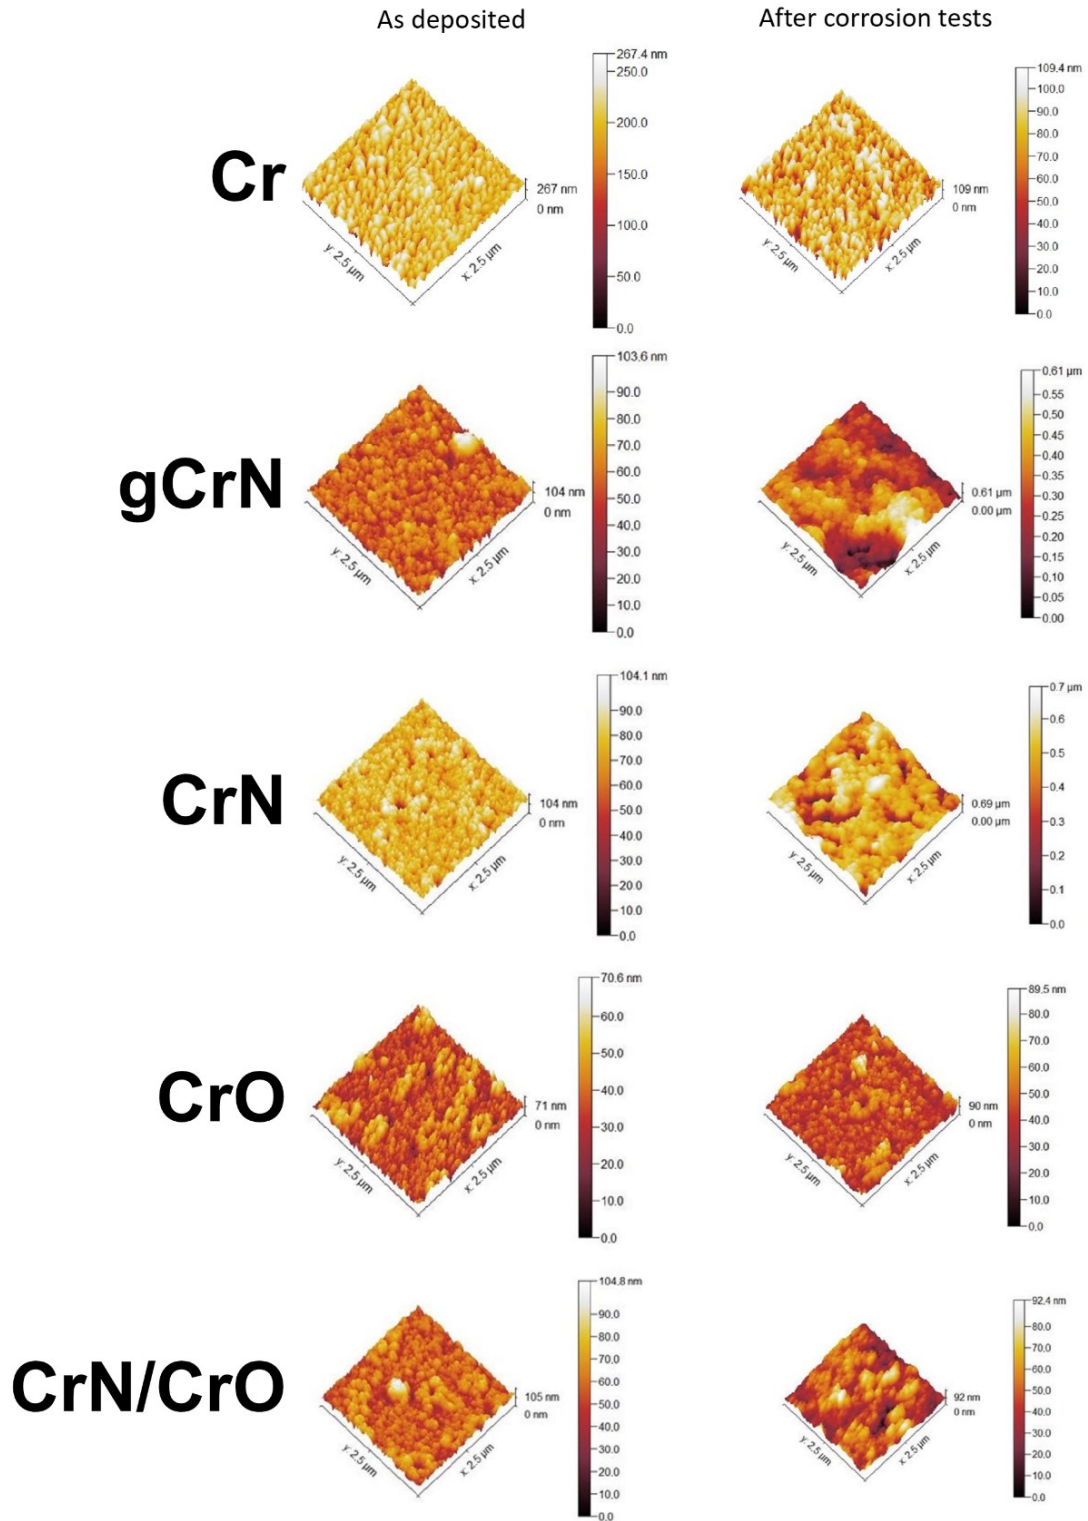 As deposited
After corrosion tests
Cr
267.4 nm
250.0
200.0
150.0
100.0
50.0
0.0
267 nm
0 nm
y: 2.5 µm
x: 2.5 µm
109.4 nm
100.0
90.0
80.0
70.0
60.0
50.0
40.0
30.0
20.0
10.0
0.0
109 nm
0 nm
y: 2.5 µm
x: 2.5 µm
gCrN
103.6 nm
90.0
80.0
70.0
60.0
50.0
40.0
30.0
20.0
10.0
0.0
104 nm
0 nm
y: 2.5 µm
x: 2.5 µm
0.61 µm
0.55
0.50
0.45
0.40
0.35
0.30
0.25
0.20
0.15
0,10
0,05
0.00
0.61 µm
0.00 µm
y: 2.5 µm
x: 2.5 µm
CrN
104.1 nm
90.0
80.0
70.0
60.0
50.0
40.0
30.0
20.0
10.0
0.0
104 nm
0 nm
y: 2.5 µm
x: 2.5 µm
0.7 µm
0.6
0.5
0.4
0.3
0.2
0.1
0.0
0.69 µm
0.00 µm
y: 2.5 µm
x: 2.5 µm
CrO
70.6 nm
60.0
50.0
40.0
30.0
20.0
10.0
0.0
71 nm
0 nm
y: 2.5 µm
x: 2.5 µm
89.5 nm
80.0
70.0
60.0
50.0
40.0
30.0
20.0
10.0
0.0
90 nm
0 nm
y: 2.5 µm
x: 2.5 µm
CrN/CrO
104.8 nm
90.0
80.0
70.0
60.0
50.0
40.0
30.0
20.0
10.0
0.0
105 nm
0 nm
y: 2.5 µm
x: 2.5 µm
92.4 nm
80.0
70.0
60.0
50.0
40.0
30.0
20.0
10.0
0.0
92 nm
0 nm
y: 2.5 µm
x: 2.5 µm